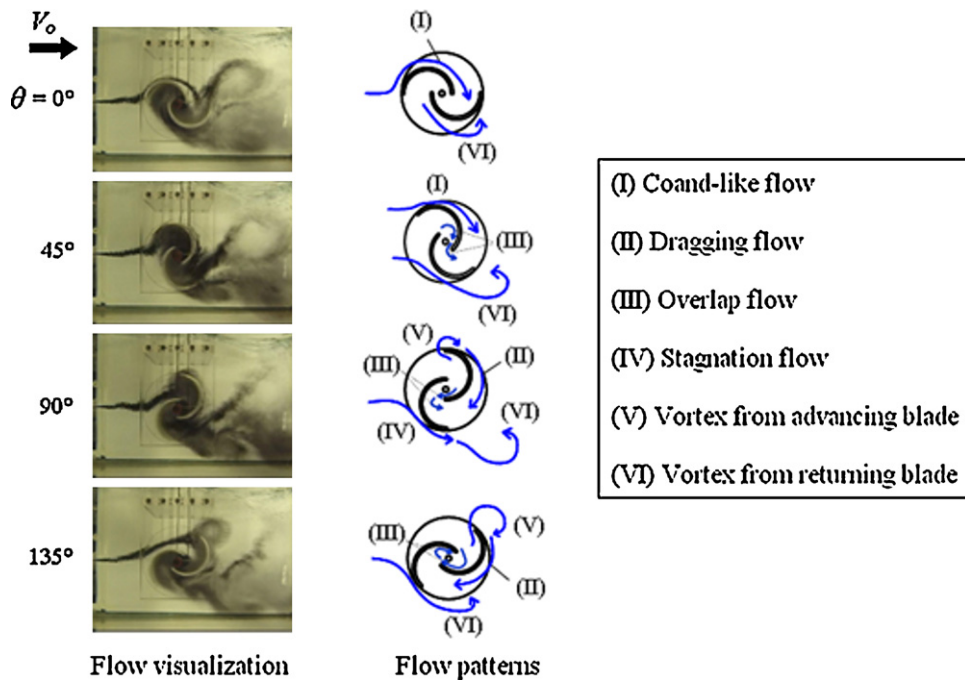 V₀
θ = 0°
(I)
(VI)
45°
(I)
(III)
(VI)
90°
(V)
(III)
(II)
(VI)
(IV)
135°
(III)
(V)
(II)
(VI)
Flow visualization
Flow patterns
(I) Coand-like flow
(II) Dragging flow
(III) Overlap flow
(IV) Stagnation flow
(V) Vortex from advancing blade
(VI) Vortex from returning blade